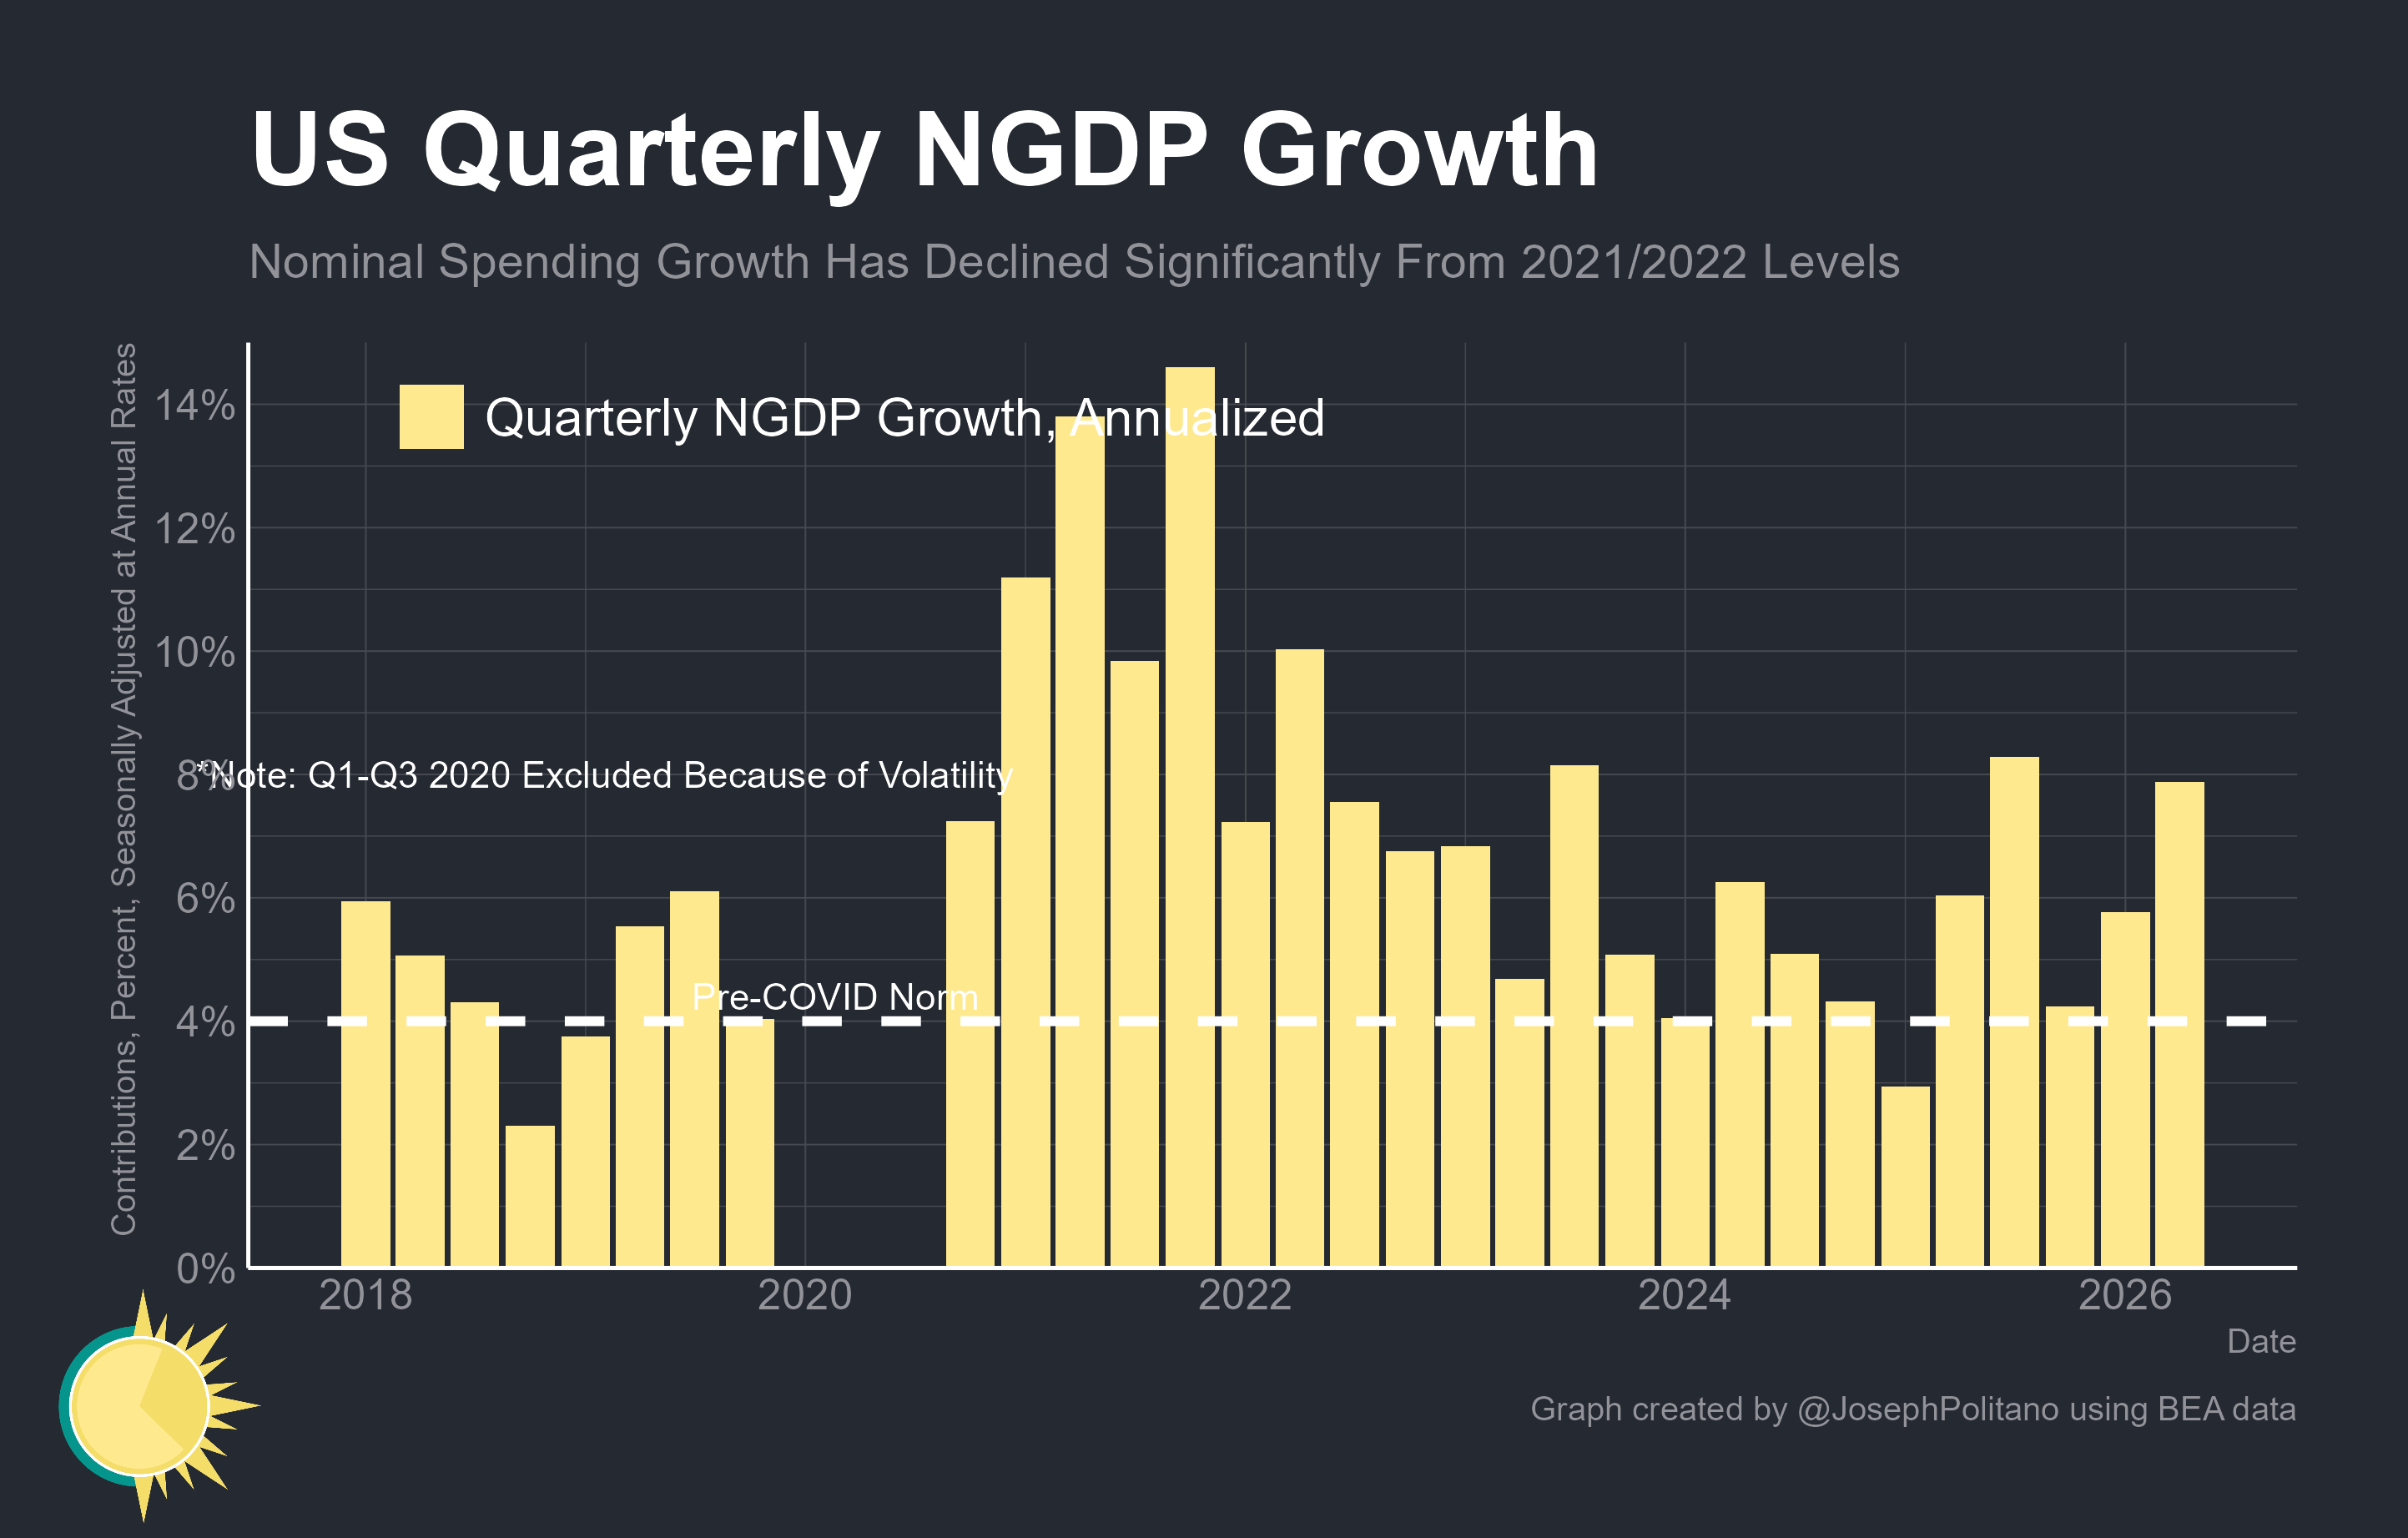 US Quarterly NGDP Growth
Nominal Spending Growth Has Declined Significantly From 2021/2022 Levels
Contributions, Percent, Seasonally Adjusted at Annual Rates
14%
12%
10%
8%
6%
4%
2%
0%
Quarterly NGDP Growth, Annualized
*Note: Q1-Q3 2020 Excluded Because of Volatility
Pre-COVID Norm
2018
2020
2022
2024
2026
Date
Graph created by @JosephPolitano using BEA data